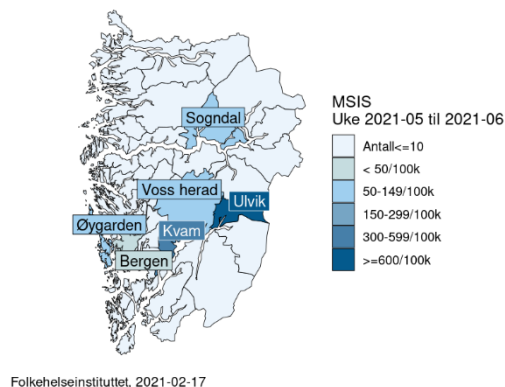 Sogndal
Voss herad
Ulvik
Øygarden
Kvam
Bergen
MSIS
Uke 2021-05 til 2021-06
Antall<=10
< 50/100k
50-149/100k
150-299/100k
300-599/100k
>=600/100k
Folkehelseinstituttet, 2021-02-17